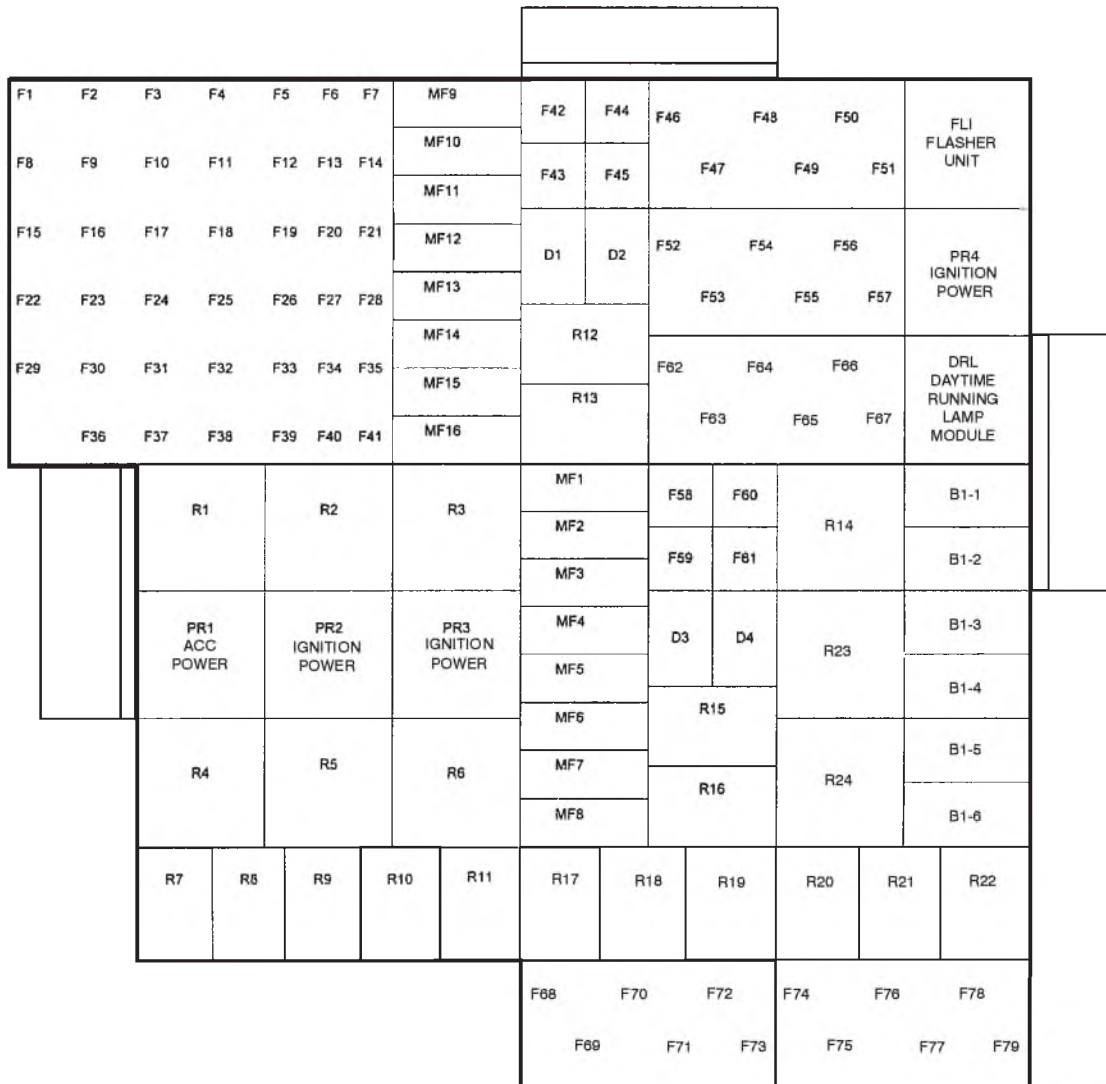 F1 F2 F3 F4 F5 F6 F7 MF9
F42 F44 F46 F48 F50
FLI
FLASHER
UNIT
MF10
F8 F9 F10 F11 F12 F13 F14
F43 F45 F47 F49 F51
MF11
F15 F16 F17 F18 F19 F20 F21 MF12
D1 D2 F52 F54 F56
PR4
IGNITION
POWER
MF13
F22 F23 F24 F25 F26 F27 F28
F53 F55 F57
MF14
R12
F29 F30 F31 F32 F33 F34 F35
MF15
R13
F62 F64 F66
DRL
DAYTIME
RUNNING
LAMP
MODULE
F63 F65 F67
F36 F37 F38 F39 F40 F41 MF16
R1 R2 R3
MF1
F58 F60
R14
B1-1
MF2
F59 F61
B1-2
MF3
PR1
ACC
POWER
PR2
IGNITION
POWER
PR3
IGNITION
POWER
MF4
D3 D4
R23
B1-3
MF5
B1-4
MF6
R15
R4 R5 R6
MF7
R16
R24
B1-5
MF8
B1-6
R7 R8 R9 R10 R11 R17 R18 R19 R20 R21 R22
F68 F70 F72 F74 F76 F78
F69 F71 F73 F75 F77 F79